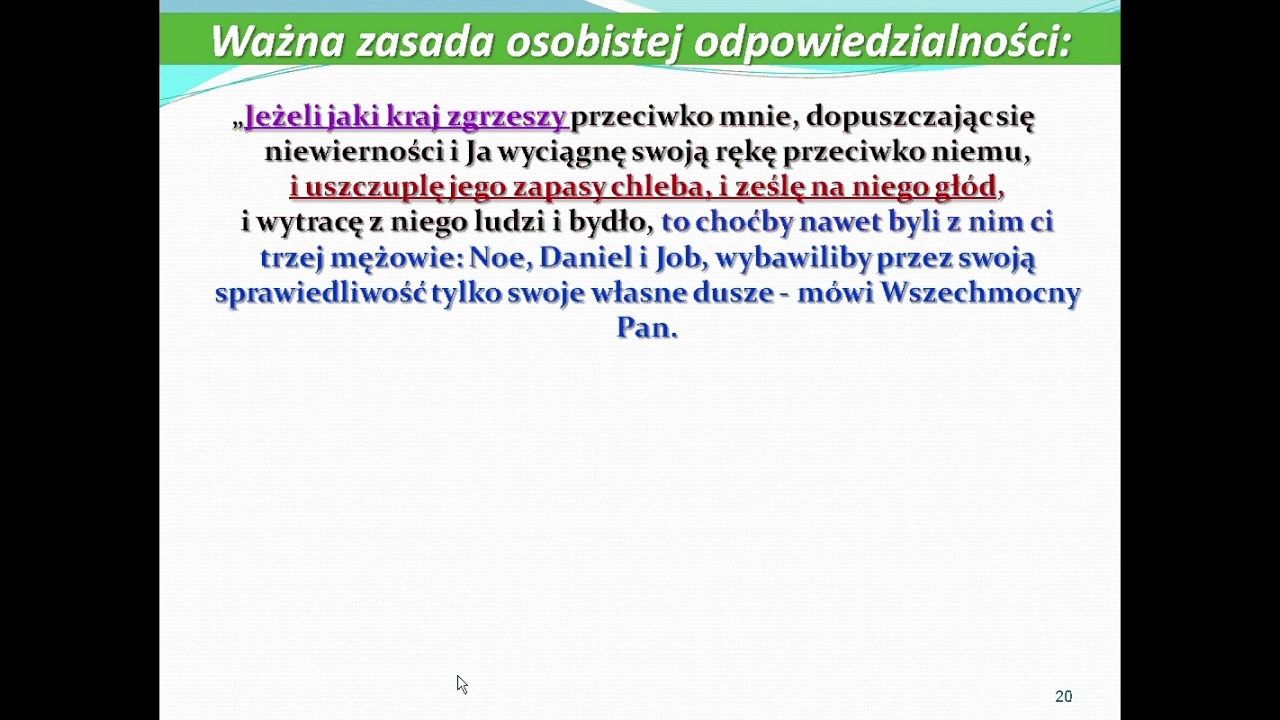 Ważna zasada osobistej odpowiedzialności:
„Jeżeli jaki kraj zgrzeszy przeciwko mnie, dopuszczając się
niewierności i Ja wyciągnę swoją rękę przeciwko niemu,
i uszczuplę jego zapasy chleba, i ześlę na niego głód,
i wytracę z niego ludzi i bydło, to choćby nawet byli z nim ci
trzej mężowie: Noe, Daniel i Job, wybawiliby przez swoją
sprawiedliwość tylko swoje własne dusze - mówi Wszechmocny
Pan.
20